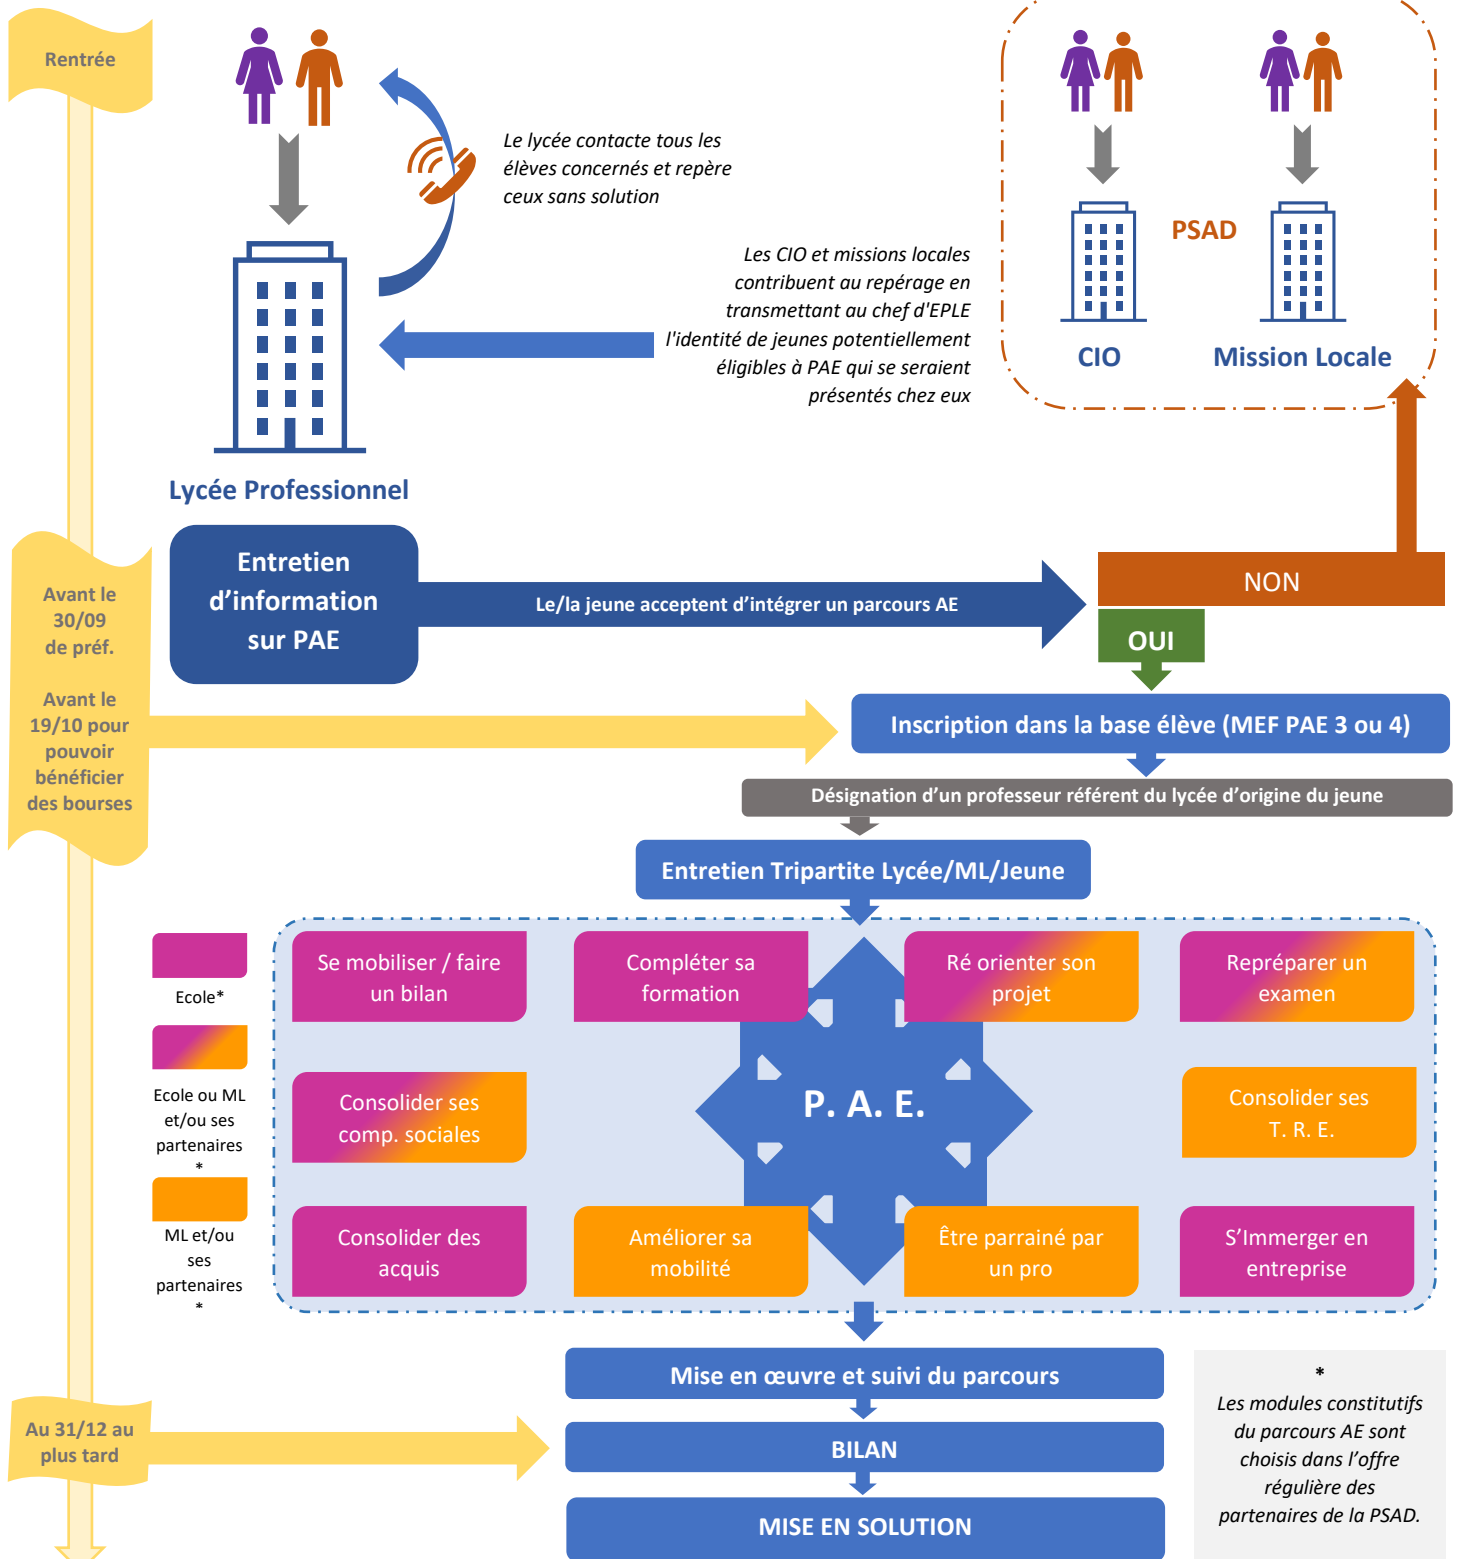 Rentrée
Le lycée contacte tous les
élèves concernés et repère
ceux sans solution
PSAD
CIO
Mission Locale
Les CIO et missions locales
contribuent au repérage en
transmettant au chef d'EPLE
l'identité de jeunes potentiellement
éligibles à PAE qui se seraient
présentés chez eux
Lycée Professionnel
Avant le
30/09
de préf.
Avant le
19/10 pour
pouvoir
bénéficier
des bourses
Entretien
d’information
sur PAE
Le/la jeune acceptent d’intégrer un parcours AE
NON
OUI
Inscription dans la base élève (MEF PAE 3 ou 4)
Désignation d’un professeur référent du lycée d’origine du jeune
Entretien Tripartite Lycée/ML/Jeune
Ecole*
Ecole ou ML
et/ou ses
partenaires
*
ML et/ou
ses
partenaires
*
Se mobiliser / faire
un bilan
Compléter sa
formation
Ré orienter son
projet
Repréparer un
examen
Consolider ses
comp. sociales
P. A. E.
Consolider ses
T. R. E.
Consolider des
acquis
Améliorer sa
mobilité
Être parrainé par
un pro
S’Immerger en
entreprise
Mise en œuvre et suivi du parcours
Au 31/12 au
plus tard
BILAN
MISE EN SOLUTION
*
Les modules constitutifs
du parcours AE sont
choisis dans l’offre
régulière des
partenaires de la PSAD.